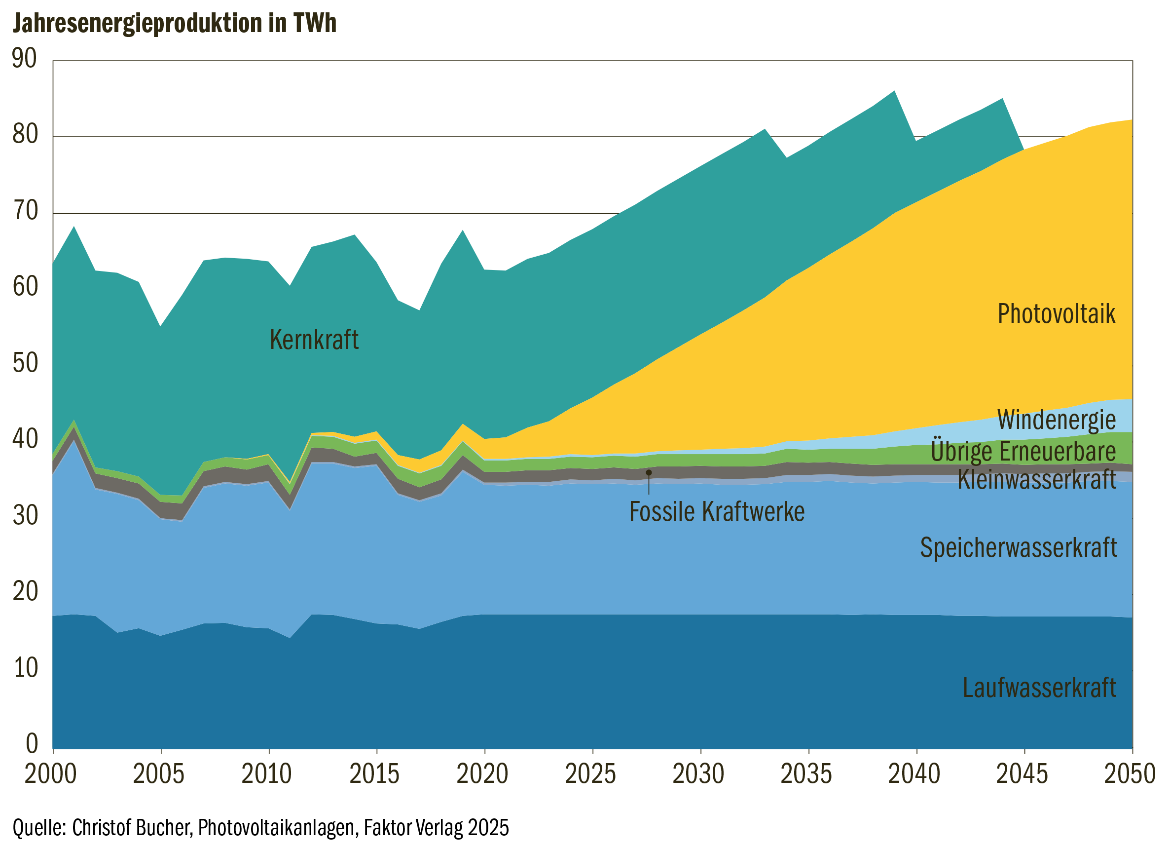 Jahresenergieproduktion in TWh
90
80
70
60
50
40
30
20
10
0
Kernkraft
Photovoltaik
Windenergie
Übrige Erneuerbare
Kleinwasserkraft
Fossile Kraftwerke
Speicherwasserkraft
Laufwasserkraft
2000 2005 2010 2015 2020 2025 2030 2035 2040 2045 2050
Quelle: Christof Bucher, Photovoltaikanlagen, Faktor Verlag 2025